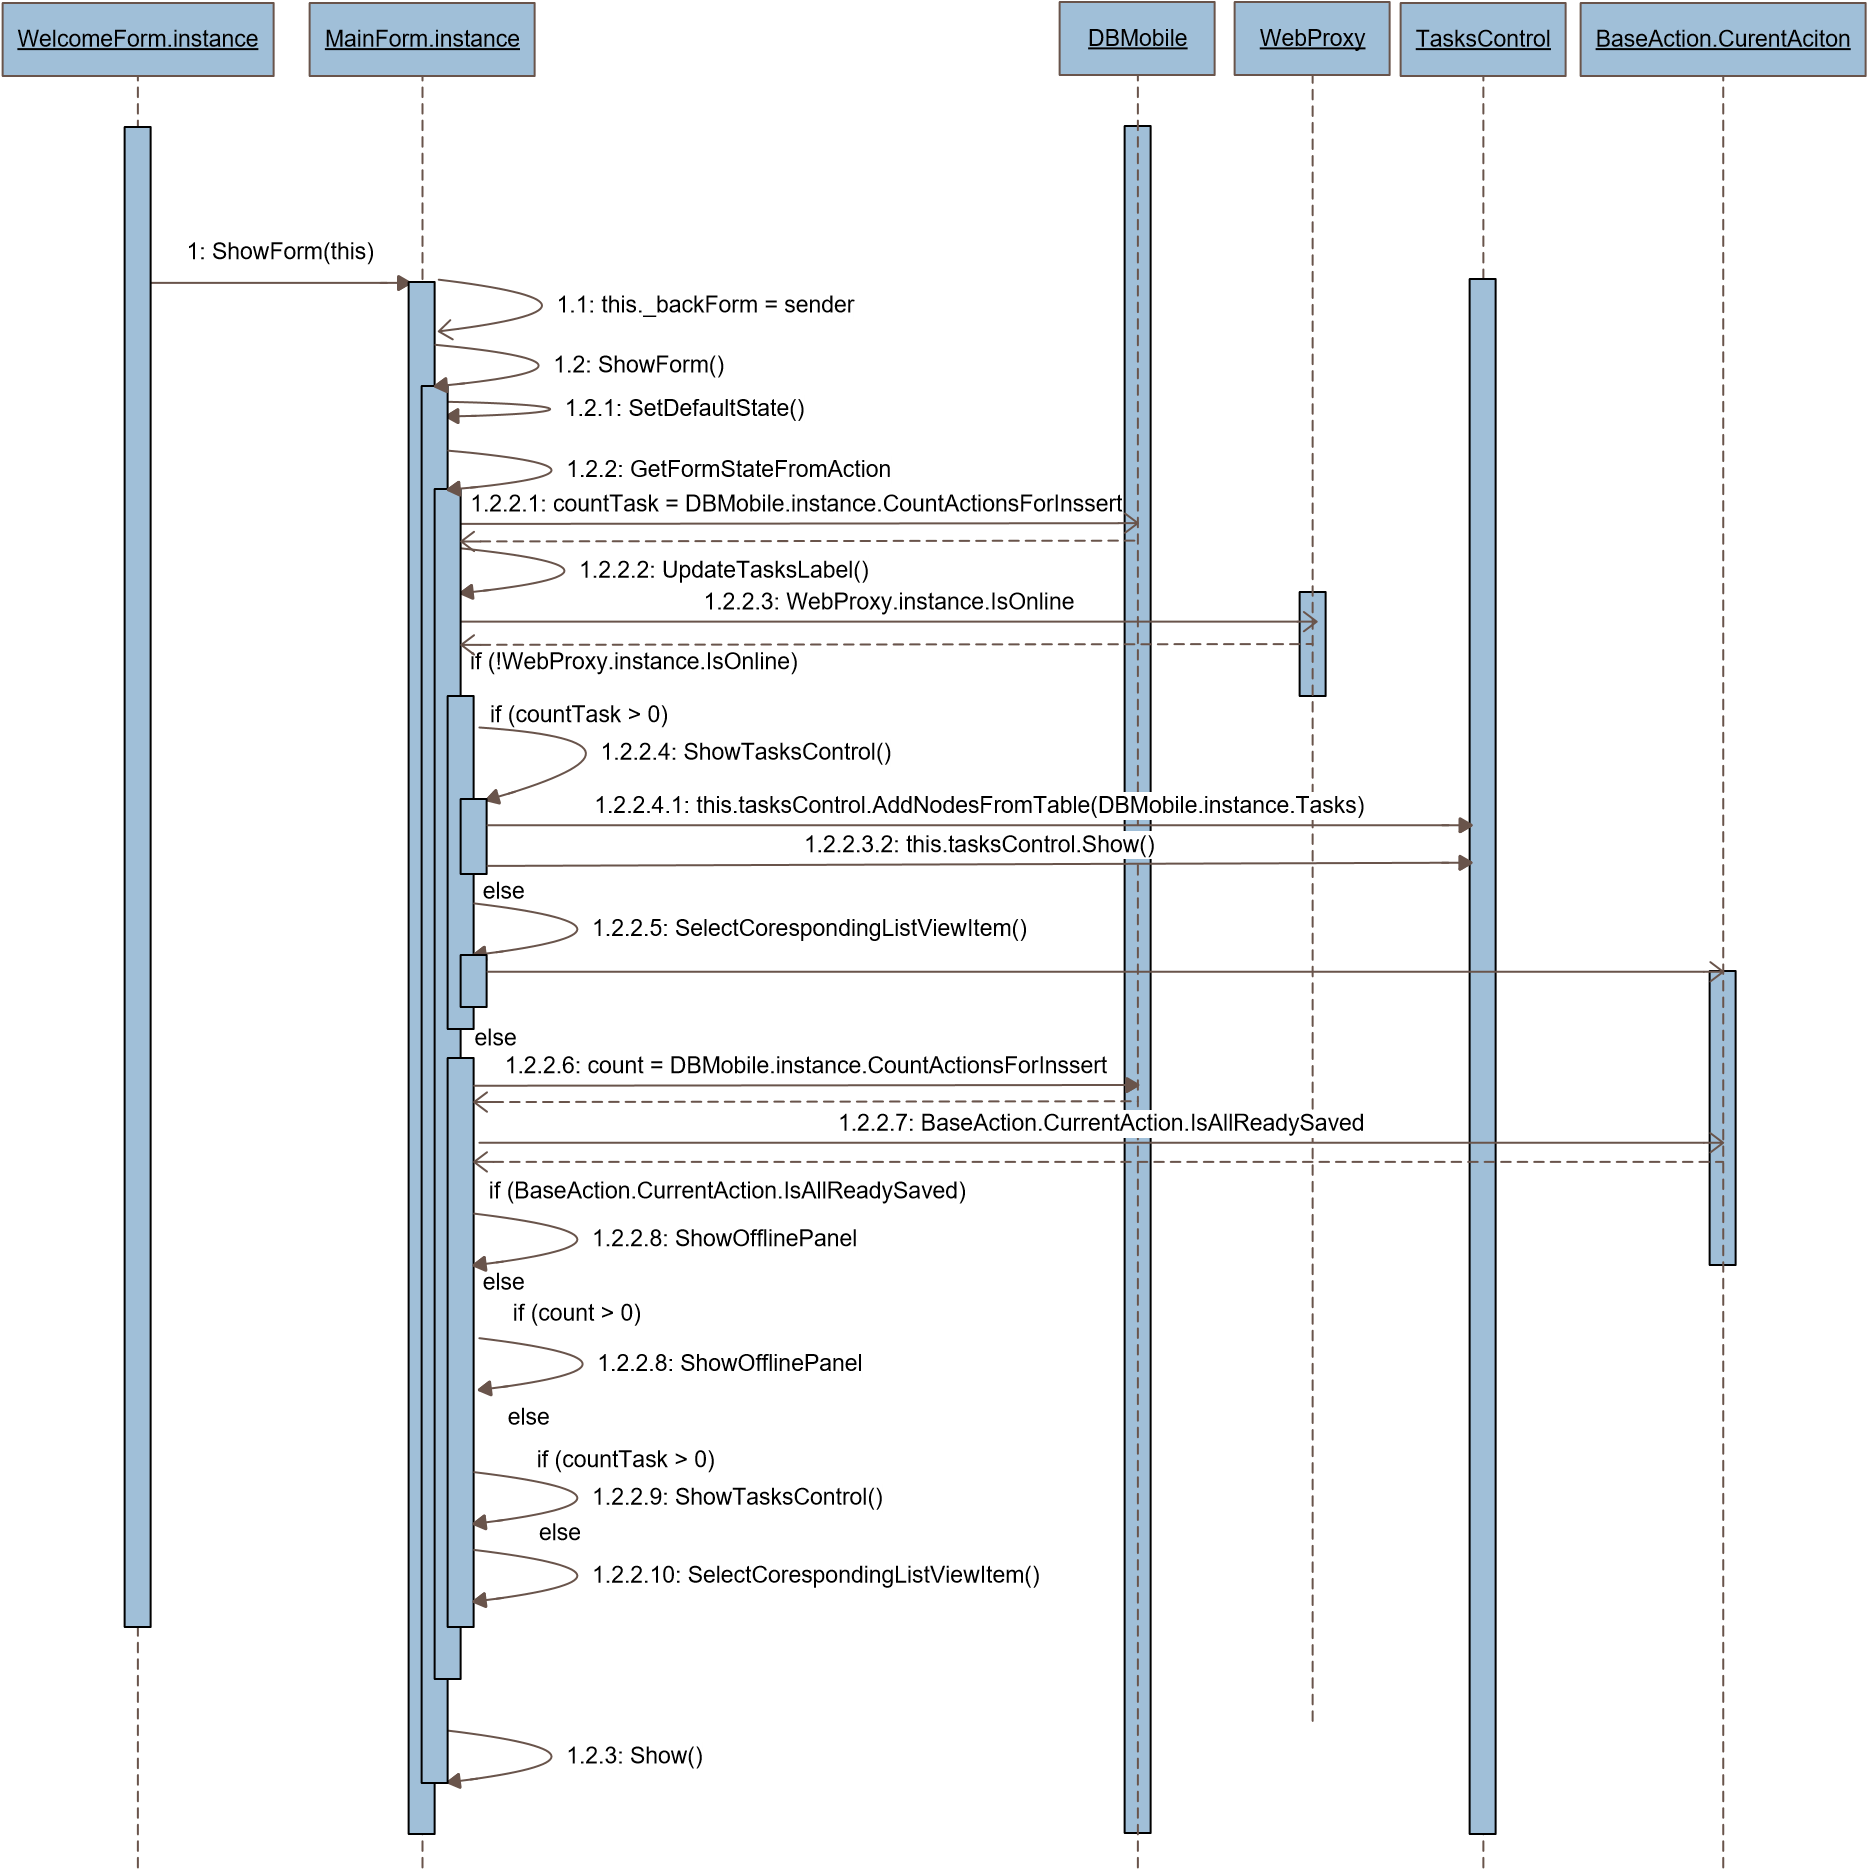 WelcomeForm.instance
MainForm.instance
DBMobile
WebProxy
TasksControl
BaseAction.CurentAciton
1: ShowForm(this)
1.1: this._backForm = sender
1.2: ShowForm()
1.2.1: SetDefaultState()
1.2.2: GetFormStateFromAction
1.2.2.1: countTask = DBMobile.instance.CountActionsForInssert
1.2.2.2: UpdateTasksLabel()
1.2.2.3: WebProxy.instance.IsOnline
if (!WebProxy.instance.IsOnline)
if (countTask > 0)
1.2.2.4: ShowTasksControl()
1.2.2.4.1: this.tasksControl.AddNodesFromTable(DBMobile.instance.Tasks)
1.2.2.3.2: this.tasksControl.Show()
else
1.2.2.5: SelectCorespondingListViewItem()
else
1.2.2.6: count = DBMobile.instance.CountActionsForInssert
1.2.2.7: BaseAction.CurrentAction.IsAllReadySaved
if (BaseAction.CurrentAction.IsAllReadySaved)
1.2.2.8: ShowOfflinePanel
else
if (count > 0)
1.2.2.8: ShowOfflinePanel
else
if (countTask > 0)
1.2.2.9: ShowTasksControl()
else
1.2.2.10: SelectCorespondingListViewItem()
1.2.3: Show()